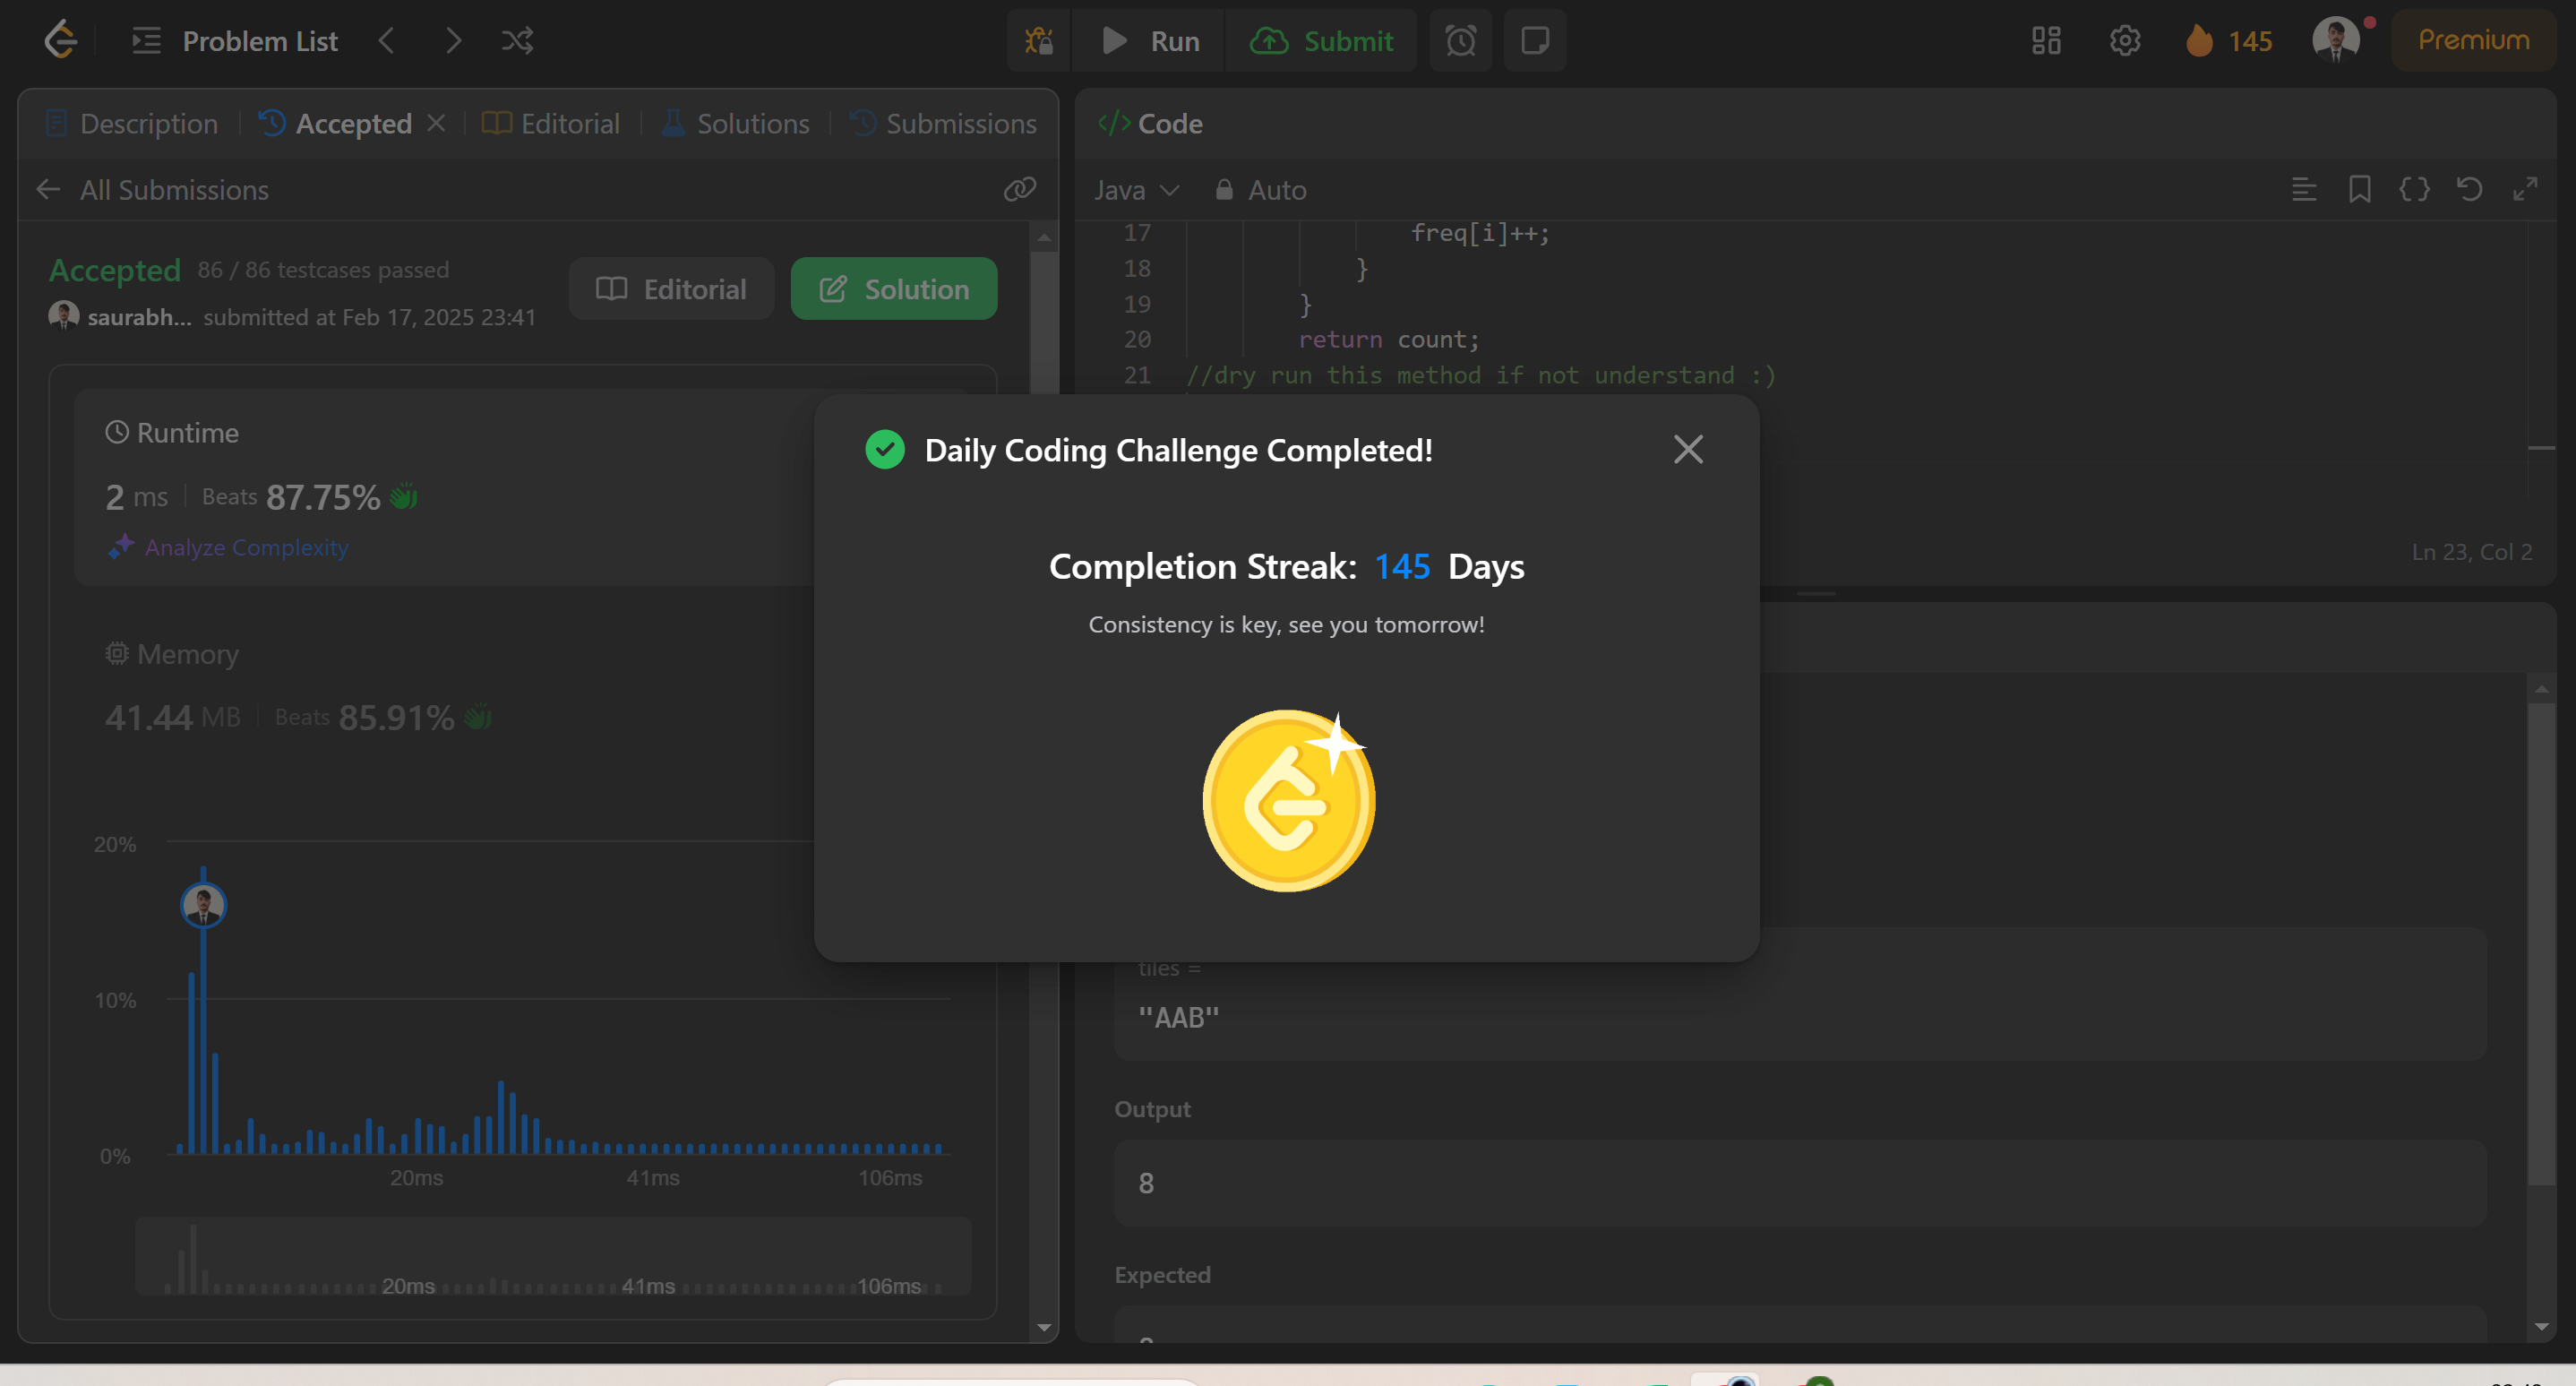 Problem List
Run
Submit
145
Premium
Description
Accepted
Editorial
Solutions
Submissions
All Submissions
Accepted 86 / 86 testcases passed
saurabh... submitted at Feb 17, 2025 23:41
Editorial
Solution
Runtime
2 ms Beats 87.75%
Analyze Complexity
Memory
41.44 MB Beats 85.91%
20%
10%
0%
20ms 41ms 106ms
20ms 41ms 106ms
</> Code
Java Auto
17 freq[i]++;
18 }
19 }
20 return count;
21 //dry run this method if not understand :)
Ln 23, Col 2
Daily Coding Challenge Completed!
Completion Streak: 145 Days
Consistency is key, see you tomorrow!
tiles =
"AAB"
Output
8
Expected